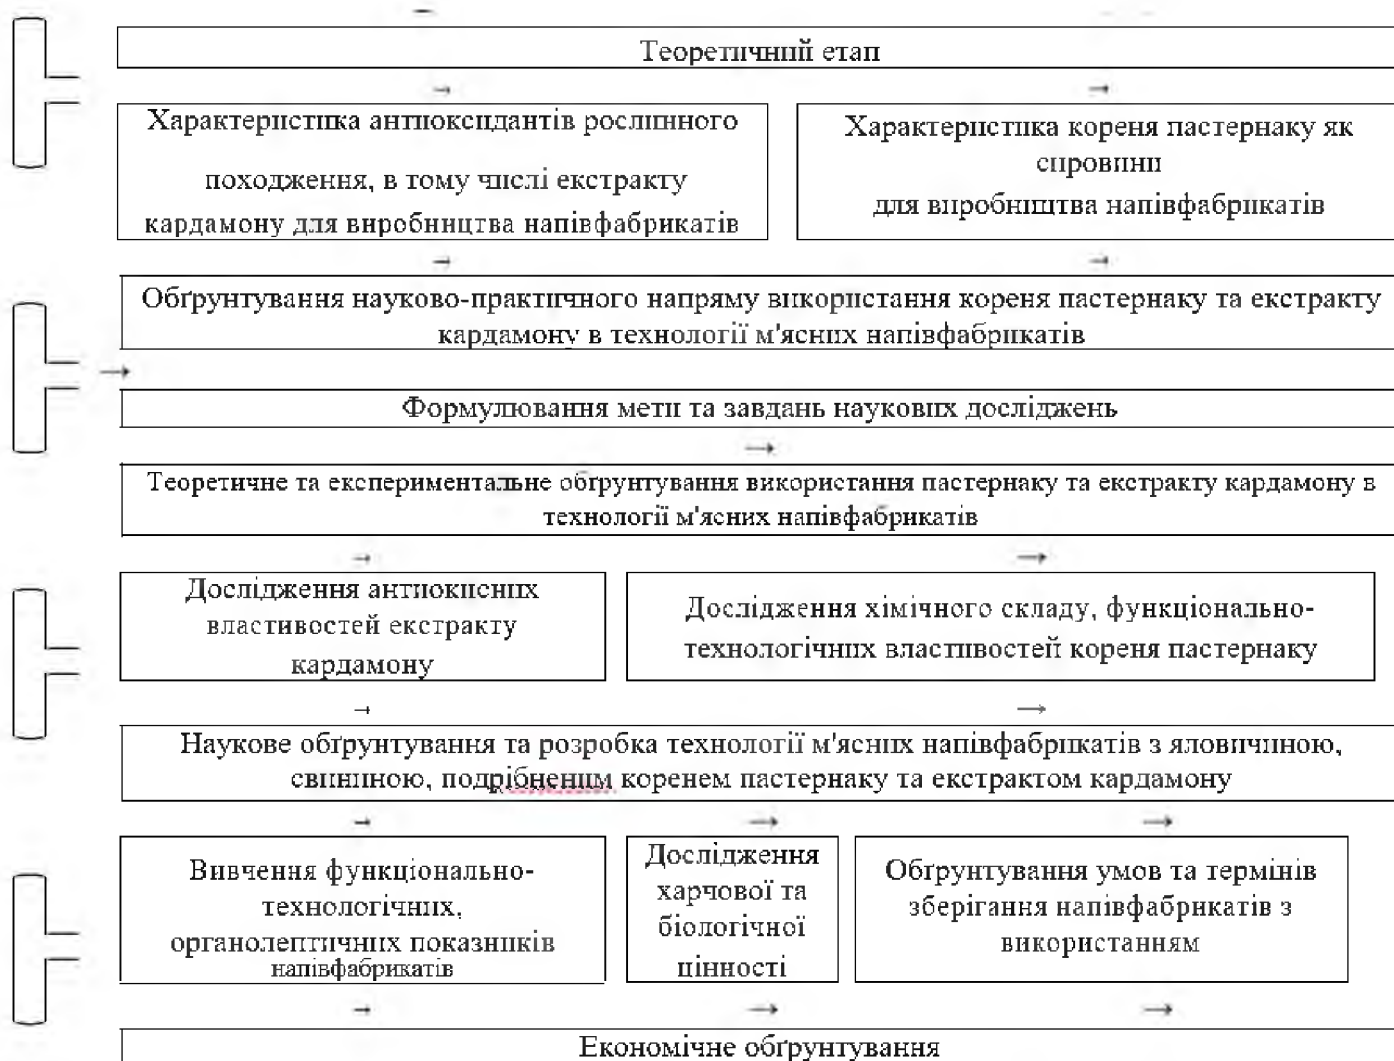 Теоретичний етап
Характеристика антиоксидантів рослинного
походження, в тому числі екстракту
кардамону для виробництва напівфабрикатів
Характеристика кореня пастернаку як
сировини
для виробництва напівфабрикатів
Обґрунтування науково-практичного напряму використання кореня пастернаку та екстракту
кардамону в технології м'ясних напівфабрикатів
Формулювання мети та завдань наукових досліджень
Теоретичне та експериментальне обґрунтування використання пастернаку та екстракту кардамону в
технології м'ясних напівфабрикатів
Дослідження антиокисних
властивостей екстракту
кардамону
Дослідження хімічного складу, функціонально-
технологічних властивостей кореня пастернаку
Наукове обґрунтування та розробка технології м'ясних напівфабрикатів з яловичиною,
свининою, подрібненим коренем пастернаку та екстрактом кардамону
Вивчення функціонально-
технологічних,
органолептичних показників
напівфабрикатів
Дослідження
харчової та
біологічної
цінності
Обґрунтування умов та термінів
зберігання напівфабрикатів з
використанням
Економічне обґрунтування